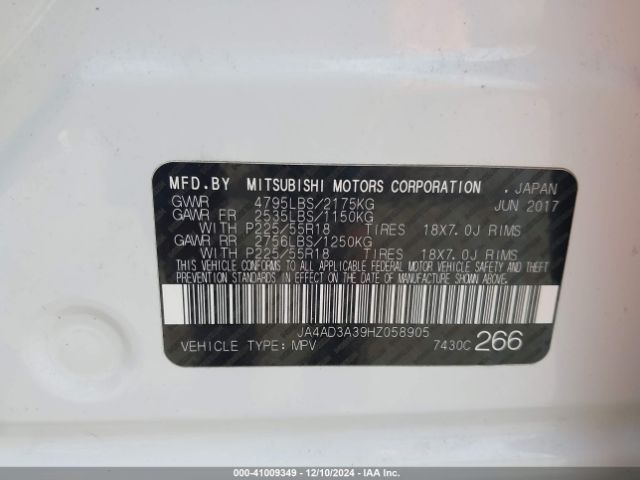 MFD.BY MITSUBISHI MOTORS CORPORATION , JAPAN
GVWR 4795LBS/2175KG JUN 2017
GAWR FR 2535LBS/1150KG
WITH P225/55R18 TIRES 18X7.0J RIMS
GAWR RR 2756LBS/1250KG
WITH P225/55R18 TIRES 18X7.0J RIMS
THIS VEHICLE CONFORMS TO ALL APPLICABLE FEDERAL MOTOR VEHICLE SAFETY AND THEFT
PREVENTION STANDARDS IN EFFECT ON THE DATE OF MANUFACTURE SHOWN ABOVE.
JA4AD3A39HZ058905
VEHICLE TYPE: MPV 7430C 266
000-41009349 • 12/10/2024 • IAAI.COM